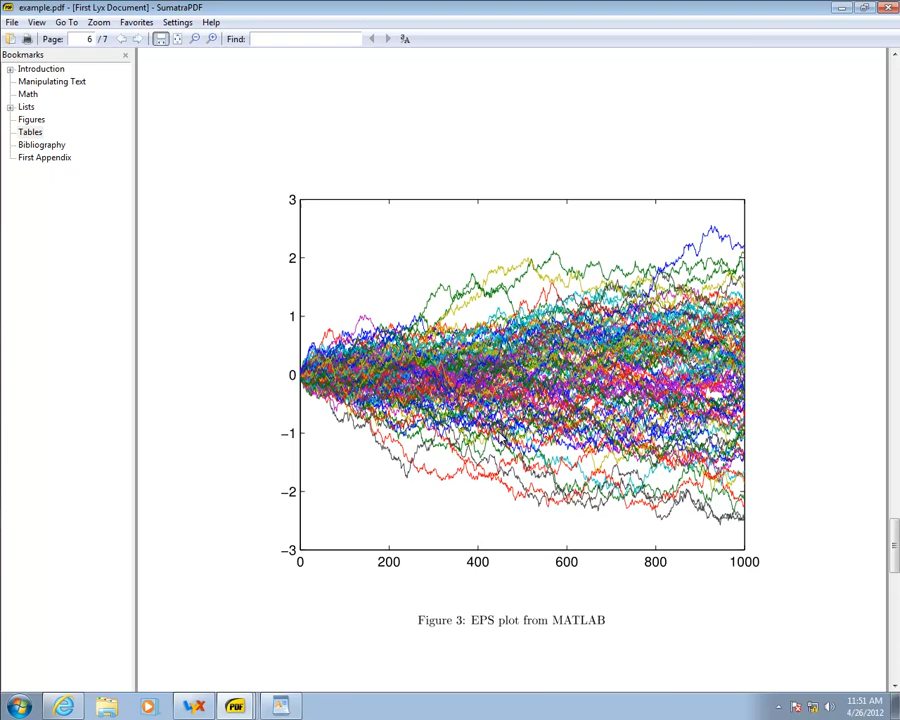 example.pdf - [First Lyx Document] - SumatraPDF
File View Go To Zoom Favorites Settings Help
Page: 6 / 7 Find:
Bookmarks
Introduction
Manipulating Text
Math
Lists
Figures
Tables
Bibliography
First Appendix
3
2
1
0
−1
−2
−3
0 200 400 600 800 1000
Figure 3: EPS plot from MATLAB
11:51 AM
4/26/2012